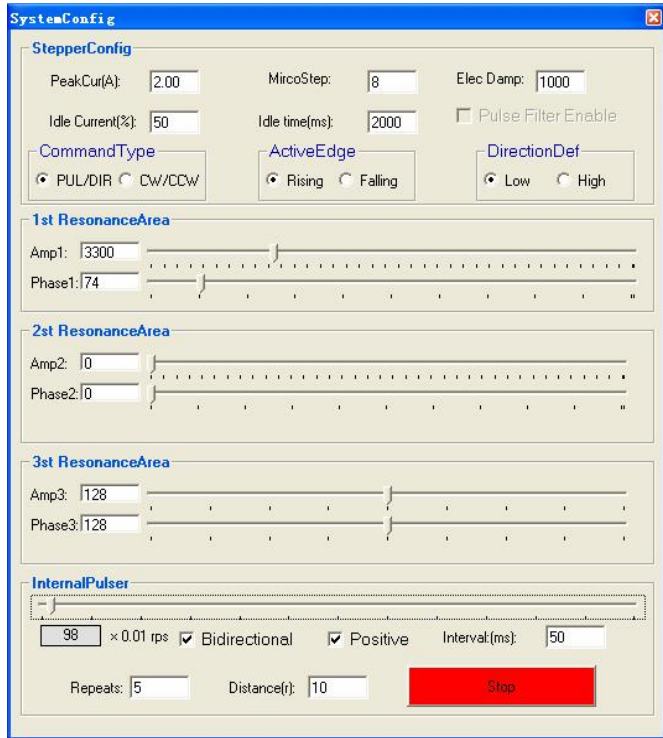 SystemConfig
StepperConfig
PeakCur(A): 2.00 MircoStep: 8 Elec Damp: 1000
Idle Current(%): 50 Idle time(ms): 2000 Pulse Filter Enable
CommandType ActiveEdge DirectionDef
PUL/DIR CW/CCW Rising Falling Low High
1st ResonanceArea
Amp1: 3300
Phase1: 74
2st ResonanceArea
Amp2: 0
Phase2: 0
3st ResonanceArea
Amp3: 128
Phase3: 128
InternalPulser
98 × 0.01 rps Bidirectional Positive Interval:(ms): 50
Repeats: 5 Distance(r): 10 Stop